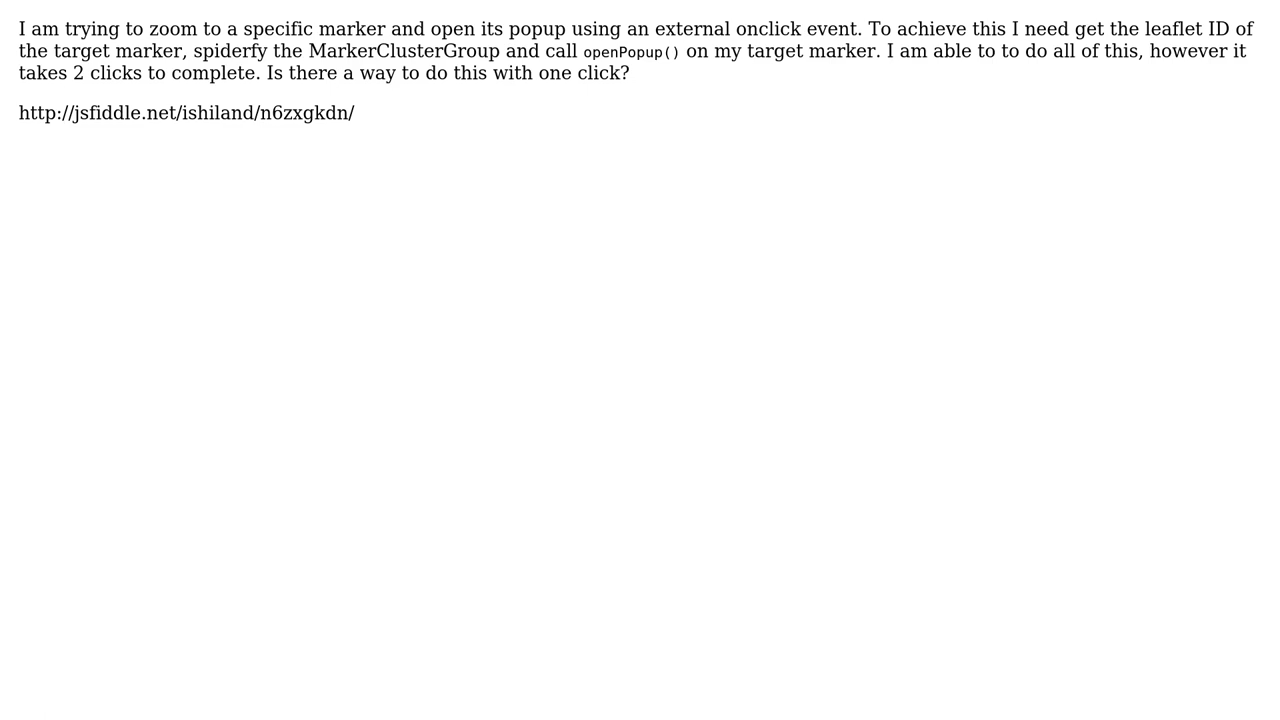 I am trying to zoom to a specific marker and open its popup using an external onclick event. To achieve this I need get the leaflet ID of
the target marker, spiderfy the MarkerClusterGroup and call openPopup() on my target marker. I am able to to do all of this, however it
takes 2 clicks to complete. Is there a way to do this with one click?
http://jsfiddle.net/ishiland/n6zxgkdn/